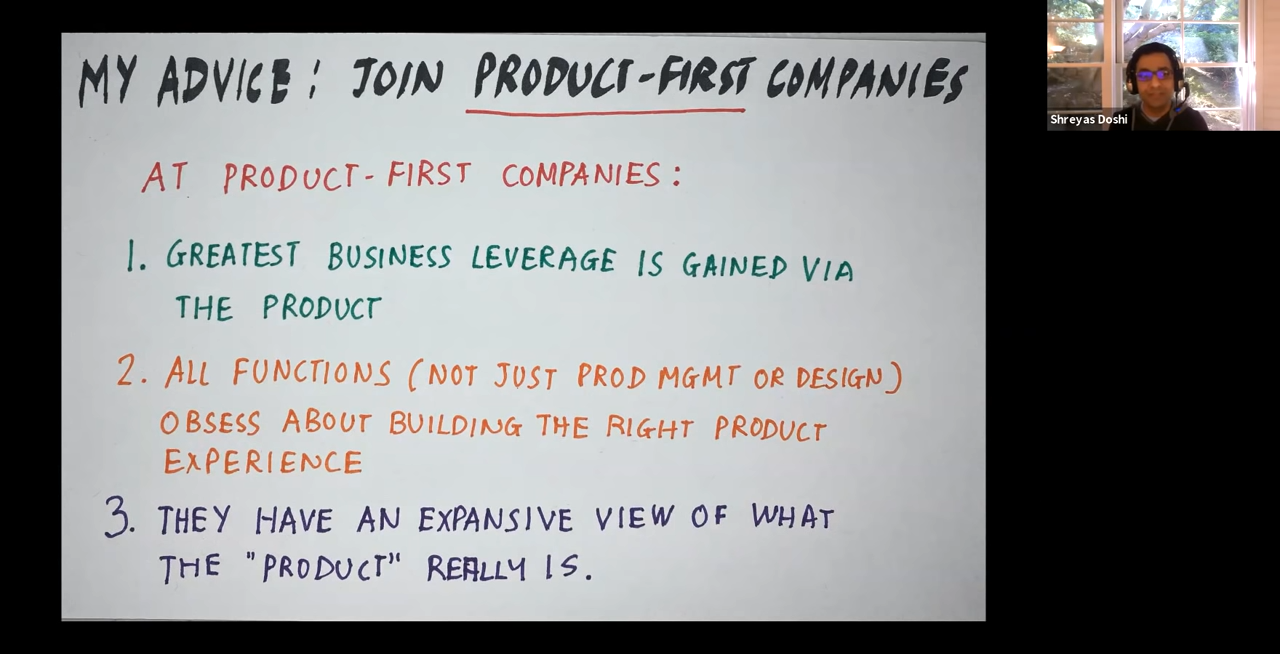 MY ADVICE: JOIN PRODUCT-FIRST COMPANIES
AT PRODUCT-FIRST COMPANIES:
1. GREATEST BUSINESS LEVERAGE IS GAINED VIA
THE PRODUCT
2. ALL FUNCTIONS (NOT JUST PROD MGMT OR DESIGN)
OBSESS ABOUT BUILDING THE RIGHT PRODUCT
EXPERIENCE
3. THEY HAVE AN EXPANSIVE VIEW OF WHAT
THE "PRODUCT" REALLY IS.
Shreyas Doshi